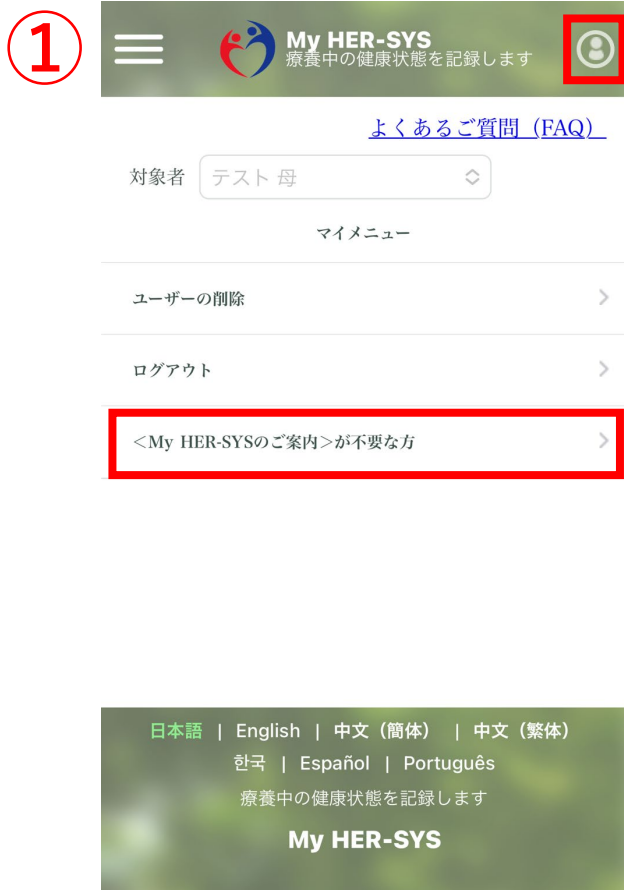 ①
My HER-SYS
療養中の健康状態を記録します
よくあるご質問（FAQ）
対象者 テスト 母
マイメニュー
ユーザーの削除
ログアウト
＜My HER-SYSのご案内＞が不要な方
日本語 | English | 中文（簡体） | 中文（繁体）
한국 | Español | Português
療養中の健康状態を記録します
My HER-SYS